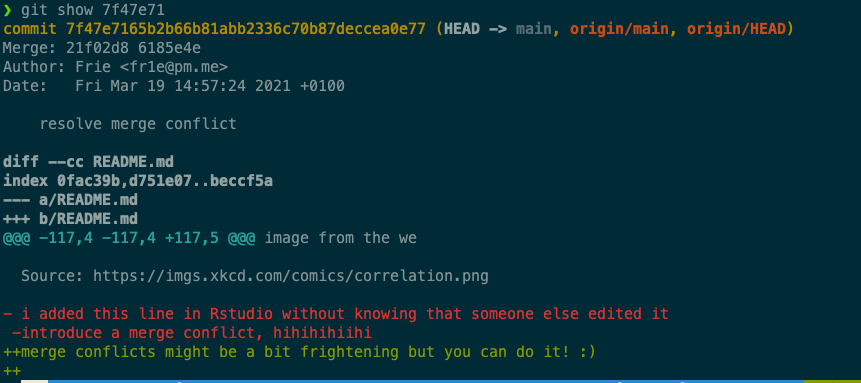 ❯ git show 7f47e71
commit 7f47e7165b2b66b81abb2336c70b87deccea0e77 (HEAD -> main, origin/main, origin/HEAD)
Merge: 21f02d8 6185e4e
Author: Frie <fr1e@pm.me>
Date:   Fri Mar 19 14:57:24 2021 +0100
    resolve merge conflict
diff --cc README.md
index 0fac39b,d751e07..beccf5a
--- a/README.md
+++ b/README.md
@@@ -117,4 -117,4 +117,5 @@@ image from the we
  Source: https://imgs.xkcd.com/comics/correlation.png
- i added this line in Rstudio without knowing that someone else edited it
 -introduce a merge conflict, hihihihiihi
++merge conflicts might be a bit frightening but you can do it! :)
++